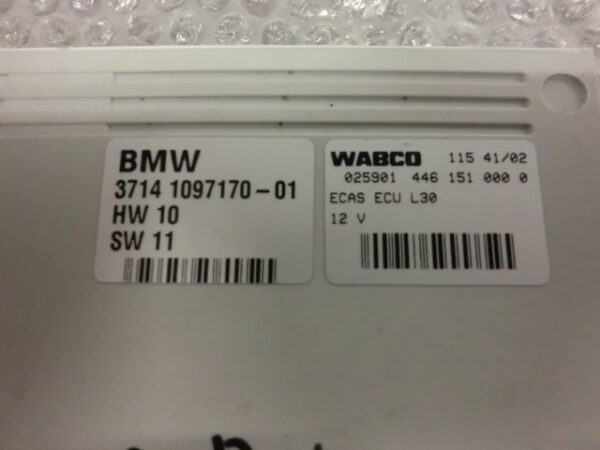 BMW
3714 1097170-01
HW 10
SW 11
WABCO 115 41/02
025901 446 151 000 0
ECAS ECU L30
12 V